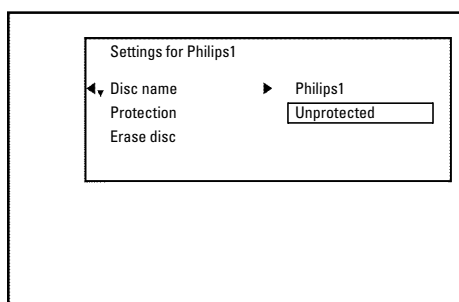 Settings for Philips1
Disc name Philips1
Protection Unprotected
Erase disc